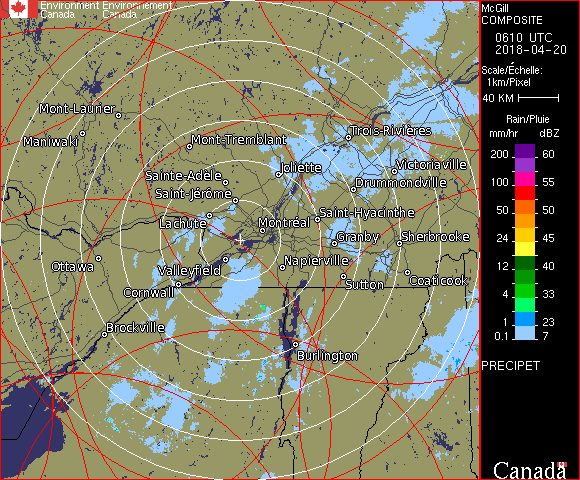 Environment Environnement
Canada Canada
McGill
COMPOSITE
0610 UTC
2018-04-20
Scale/Échelle:
1km/Pixel
40 KM
Rain/Pluie
mm/hr dBZ
200 60
55
100 55
50 50
24 45
12 40
4 33
1 23
0.1 7
PRECIPET
Canada
Mont-Laurier
Maniwaki
Mont-Tremblant
Trois-Rivières
Joliette
Victoriaville
Sainte-Adèle
Drummondville
Saint-Jérôme
Saint-Hyacinthe
Lachute
Montréal
Granby
Sherbrooke
Ottawa
Valleyfield
Napierville
Sutton
Coaticook
Cornwall
Brockville
Burlington